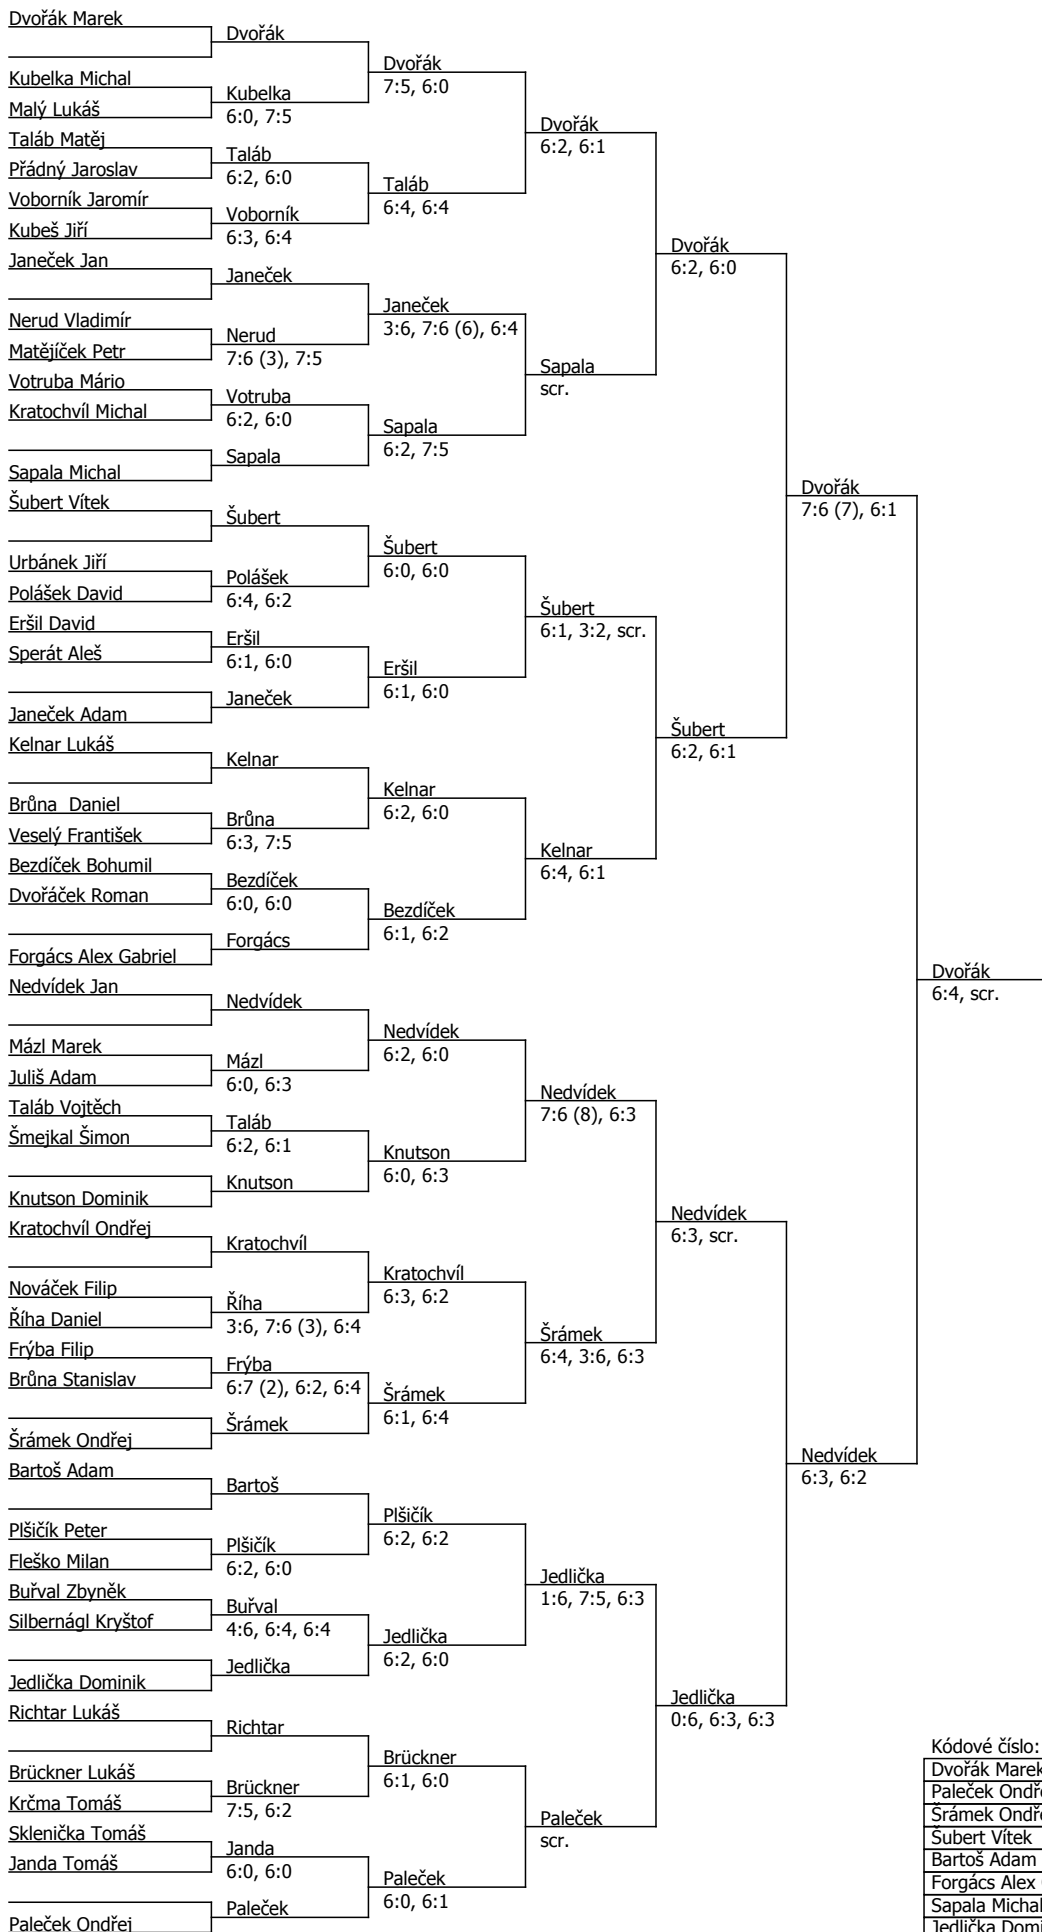 Dvořák Marek
Dvořák
Dvořák
7:5, 6:0
Kubelka Michal
Kubelka
6:0, 7:5
Malý Lukáš
Dvořák
6:2, 6:1
Taláb Matěj
Taláb
6:2, 6:0
Přádný Jaroslav
Taláb
6:4, 6:4
Voborník Jaromír
Voborník
6:3, 6:4
Kubeš Jiří
Dvořák
6:2, 6:0
Janeček Jan
Janeček
Janeček
3:6, 7:6 (6), 6:4
Nerud Vladimír
Nerud
7:6 (3), 7:5
Matějíček Petr
Sapala
scr.
Votruba Mário
Votruba
6:2, 6:0
Kratochvíl Michal
Sapala
6:2, 7:5
Sapala
Sapala Michal
Dvořák
7:6 (7), 6:1
Šubert Vítek
Šubert
Šubert
6:0, 6:0
Urbánek Jiří
Polášek
6:4, 6:2
Polášek David
Šubert
6:1, 3:2, scr.
Eršil David
Eršil
6:1, 6:0
Sperát Aleš
Eršil
6:1, 6:0
Janeček
Janeček Adam
Šubert
6:2, 6:1
Kelnar Lukáš
Kelnar
Kelnar
6:2, 6:0
Brůna  Daniel
Brůna
6:3, 7:5
Veselý František
Kelnar
6:4, 6:1
Bezdíček Bohumil
Bezdíček
6:0, 6:0
Dvořáček Roman
Bezdíček
6:1, 6:2
Forgács
Forgács Alex Gabriel
Dvořák
6:4, scr.
Nedvídek Jan
Nedvídek
Nedvídek
6:2, 6:0
Mázl Marek
Mázl
6:0, 6:3
Juliš Adam
Nedvídek
7:6 (8), 6:3
Taláb Vojtěch
Taláb
6:2, 6:1
Šmejkal Šimon
Knutson
6:0, 6:3
Knutson
Knutson Dominik
Nedvídek
6:3, scr.
Kratochvíl Ondřej
Kratochvíl
Kratochvíl
6:3, 6:2
Nováček Filip
Říha
3:6, 7:6 (3), 6:4
Říha Daniel
Šrámek
6:4, 3:6, 6:3
Frýba Filip
Frýba
6:7 (2), 6:2, 6:4
Brůna Stanislav
Šrámek
6:1, 6:4
Šrámek
Šrámek Ondřej
Nedvídek
6:3, 6:2
Bartoš Adam
Bartoš
Plšičík
6:2, 6:2
Plšičík Peter
Plšičík
6:2, 6:0
Fleško Milan
Jedlička
1:6, 7:5, 6:3
Buřval Zbyněk
Buřval
4:6, 6:4, 6:4
Silbernágl Kryštof
Jedlička
6:2, 6:0
Jedlička
Jedlička Dominik
Jedlička
0:6, 6:3, 6:3
Richtar Lukáš
Richtar
Brückner
6:1, 6:0
Brückner Lukáš
Brückner
7:5, 6:2
Krčma Tomáš
Paleček
scr.
Sklenička Tomáš
Janda
6:0, 6:0
Janda Tomáš
Paleček
6:0, 6:1
Paleček
Paleček Ondřej
Kódové číslo:
Dvořák Marek
Paleček Ondř
Šrámek Ondř
Šubert Vítek
Bartoš Adam
Forgács Alex
Sapala Michal
Jedlička Domi